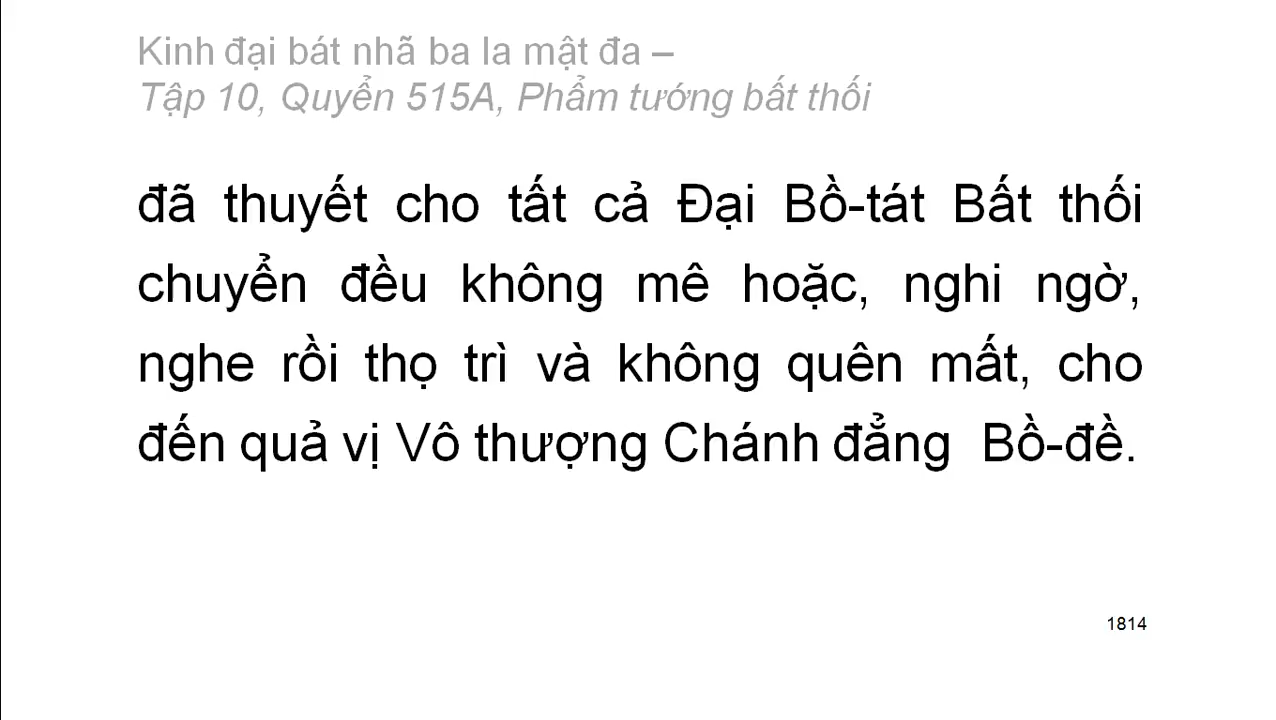 Kinh đại bát nhã ba la mật đa –
Tập 10, Quyển 515A, Phẩm tướng bất thối
đã thuyết cho tất cả Đại Bồ-tát Bất thối
chuyển đều không mê hoặc, nghi ngờ,
nghe rồi thọ trì và không quên mất, cho
đến quả vị Vô thượng Chánh đẳng  Bồ-đề.
1814